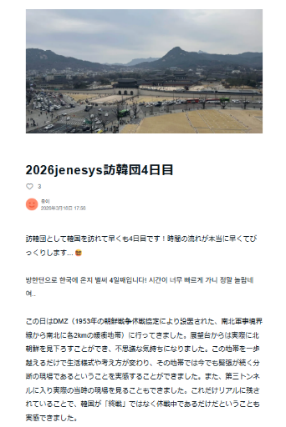 2026jenesys訪韓団4日目
3
2026年3月16日 17:30
訪韓団として韓国を訪れて早くも4日目です！時間の流れが本当に早くてび
っくりします…
방한단으로 한국에 온지 벌써 4일째입니다! 시간이 너무 빠르게 가니 정말 놀랍네
여..
この日はDMZ（1953年の朝鮮戦争休戦協定により設置された、南北軍事境界
線から南北に各2kmの緩衝地帯）に行ってきました。展望台からは実際に北
朝鮮を見下ろすことができ、不思議な気持ちになりました。この地帯を一歩
越えるだけで生活様式や考え方が変わり、その地帯では今でも緊張が続く分
断の現場であるということを実感することができました。また、第三トンネ
ルに入り実際の当時の現場を見ることもできました。これだけリアルに残さ
れていることで、韓国が「終戦」ではなく休戦中であるだけだということも
実感できました。